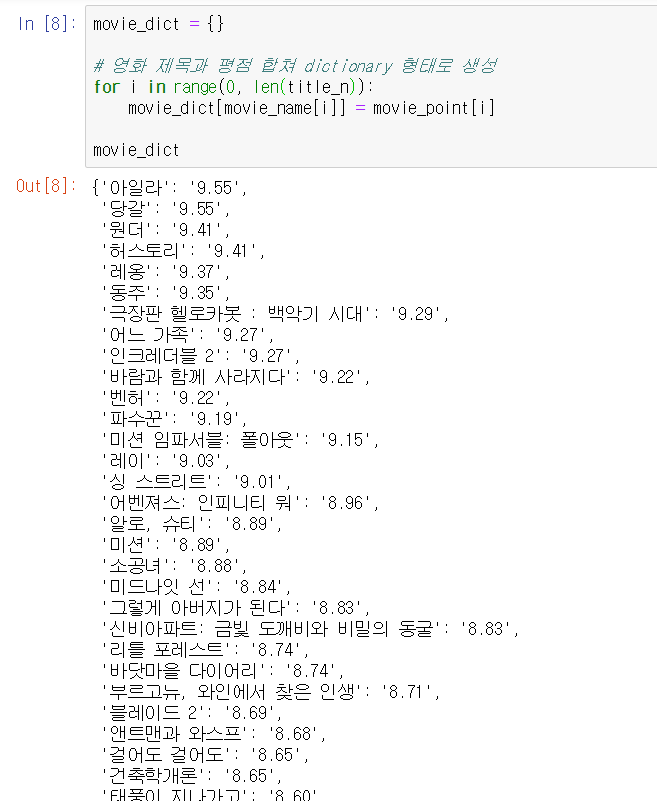 In [8]: movie_dict = {}
# 영화 제목과 평점 합쳐 dictionary 형태로 생성
for i in range(0, len(title_n)):
    movie_dict[movie_name[i]] = movie_point[i]
movie_dict
Out[8]: {'아일라': '9.55',
'당갈': '9.55',
'원더': '9.41',
'허스토리': '9.41',
'레옹': '9.37',
'동주': '9.35',
'극장판 헬로카봇 : 백악기 시대': '9.29',
'어느 가족': '9.27',
'인크레더블 2': '9.27',
'바람과 함께 사라지다': '9.22',
'벤허': '9.22',
'파수꾼': '9.19',
'미션 임파서블: 폴아웃': '9.15',
'레이': '9.03',
'싱 스트리트': '9.01',
'어벤져스: 인피니티 워': '8.96',
'알로, 슈티': '8.89',
'미션': '8.89',
'소공녀': '8.88',
'미드나잇 선': '8.84',
'그렇게 아버지가 된다': '8.83',
'신비아파트: 금빛 도깨비와 비밀의 동굴': '8.83',
'리틀 포레스트': '8.74',
'바닷마을 다이어리': '8.74',
'부르고뉴, 와인에서 찾은 인생': '8.71',
'블레이드 2': '8.69',
'앤트맨과 와스프': '8.68',
'걸어도 걸어도': '8.65',
'건축학개론': '8.65',
'태풍이 지나가고': '8.60'